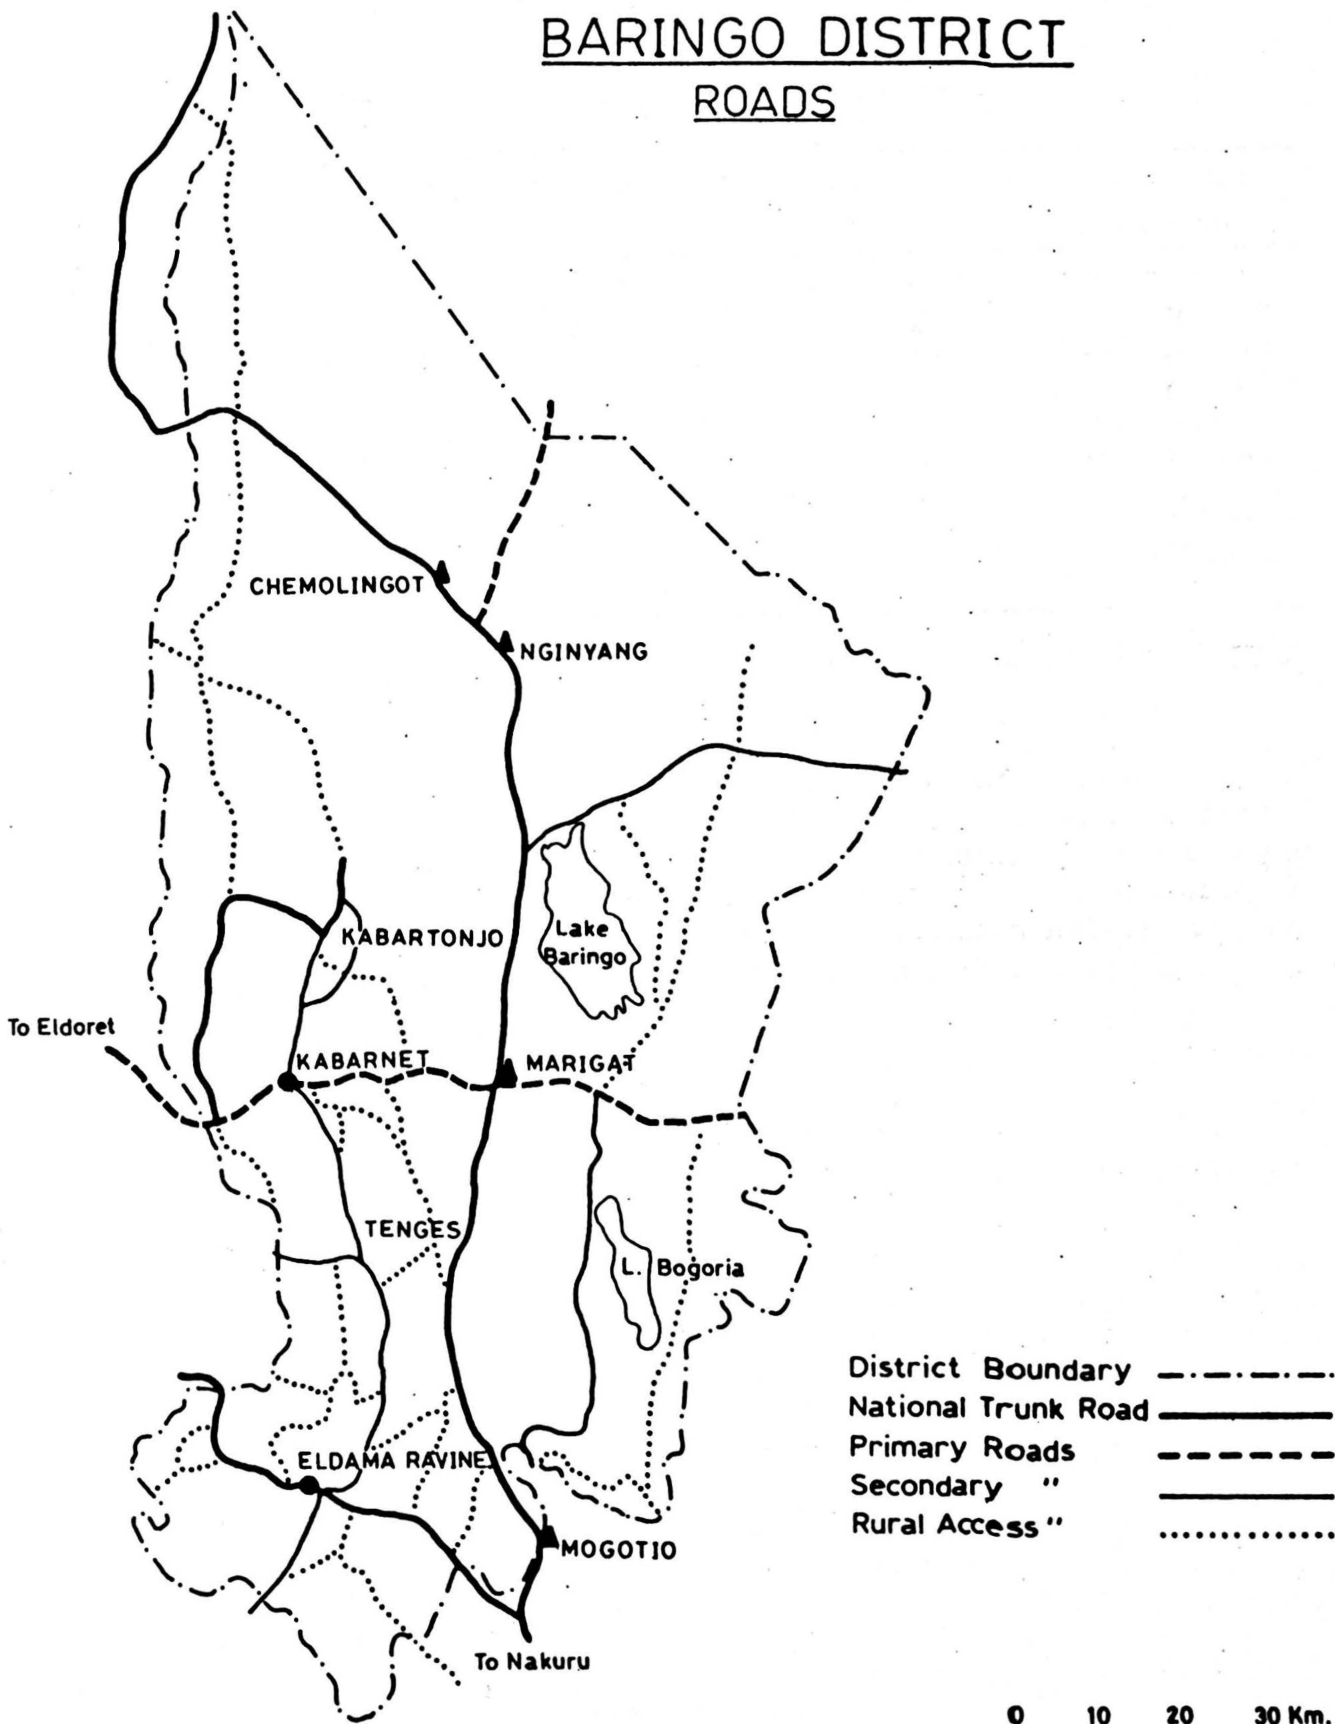 BARINGO DISTRICT
ROADS
CHEMOLINGOT
NGINYANG
KABARTONJO
Lake
Baringo
To Eldoret
KABARNET
MARIGAT
TENGES
L. Bogoria
District Boundary
National Trunk Road
Primary Roads
Secondary "
Rural Access "
ELDAMA RAVINE
MOGOTIO
To Nakuru
0 10 20 30 Km.